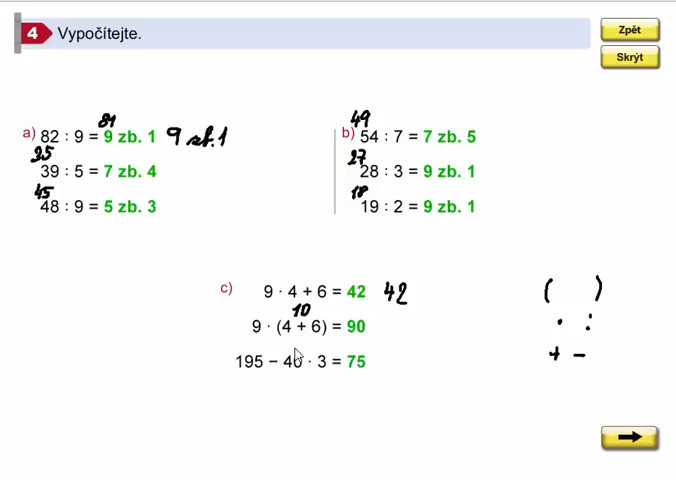 4 Vypočítejte.
Zpět
Skrýt
81
a) 82 : 9 = 9 zb. 1 9 zb. 1
35
39 : 5 = 7 zb. 4
45
48 : 9 = 5 zb. 3
49
b) 54 : 7 = 7 zb. 5
27
28 : 3 = 9 zb. 1
18
19 : 2 = 9 zb. 1
c) 9 · 4 + 6 = 42 42
10
9 · (4 + 6) = 90
195 − 40 · 3 = 75
( )
· :
+ −